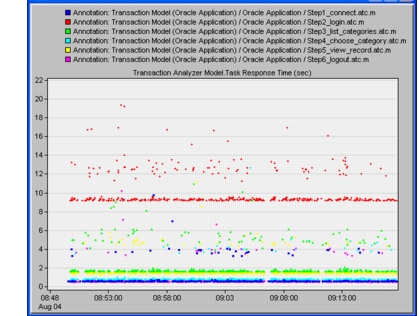 Annotation: Transaction Model (Oracle Application) / Oracle Application / Step1_connect.atc.m
Annotation: Transaction Model (Oracle Application) / Oracle Application / Step2_login.atc.m
Annotation: Transaction Model (Oracle Application) / Oracle Application / Step3_list_categories.atc.m
Annotation: Transaction Model (Oracle Application) / Oracle Application / Step4_choose_category.atc.m
Annotation: Transaction Model (Oracle Application) / Oracle Application / Step5_view_record.atc.m
Annotation: Transaction Model (Oracle Application) / Oracle Application / Step6_logout.atc.m
Transaction Analyzer Model.Task Response Time (sec)
22
20
18
16
14
12
10
8
6
4
2
0
08:48 08:53:00 08:58:00 09:03 09:08:00 09:13:00
Aug 04